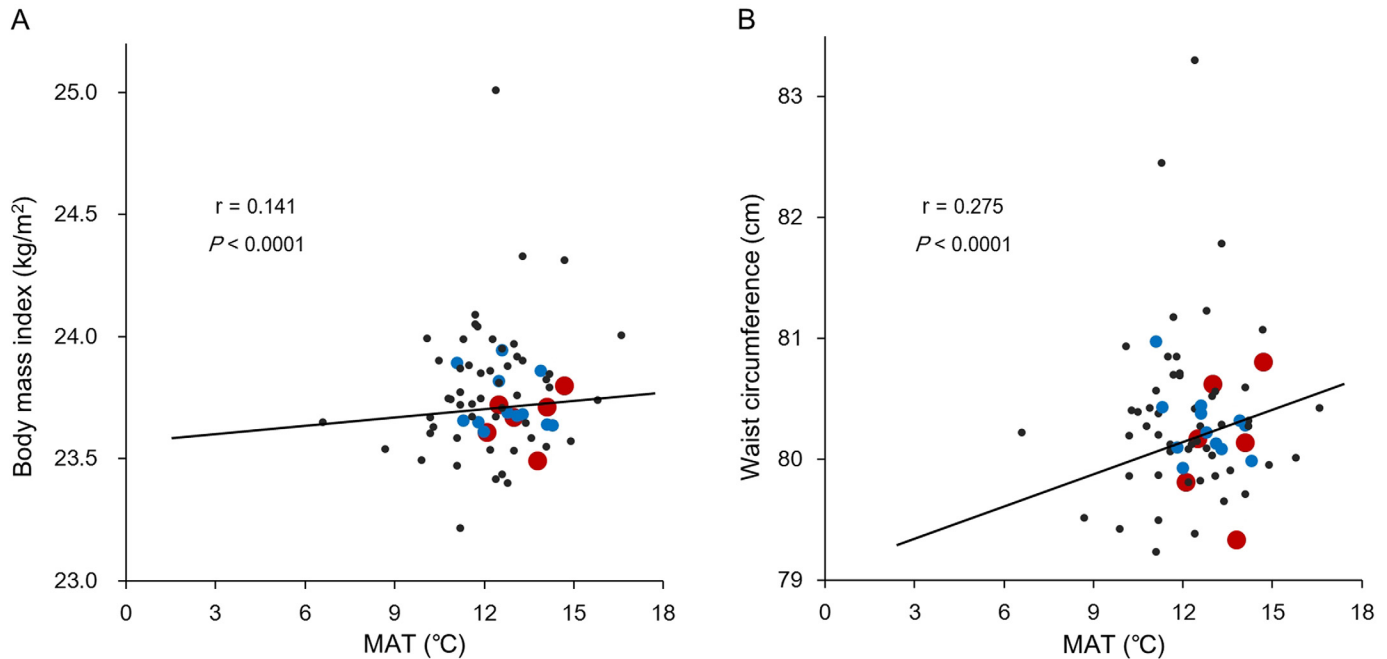 A
Body mass index (kg/m²)
25.0
24.5
24.0
23.5
23.0
r = 0.141
P < 0.0001
0 3 6 9 12 15 18
MAT (℃)
B
Waist circumference (cm)
83
82
81
80
79
r = 0.275
P < 0.0001
0 3 6 9 12 15 18
MAT (℃)